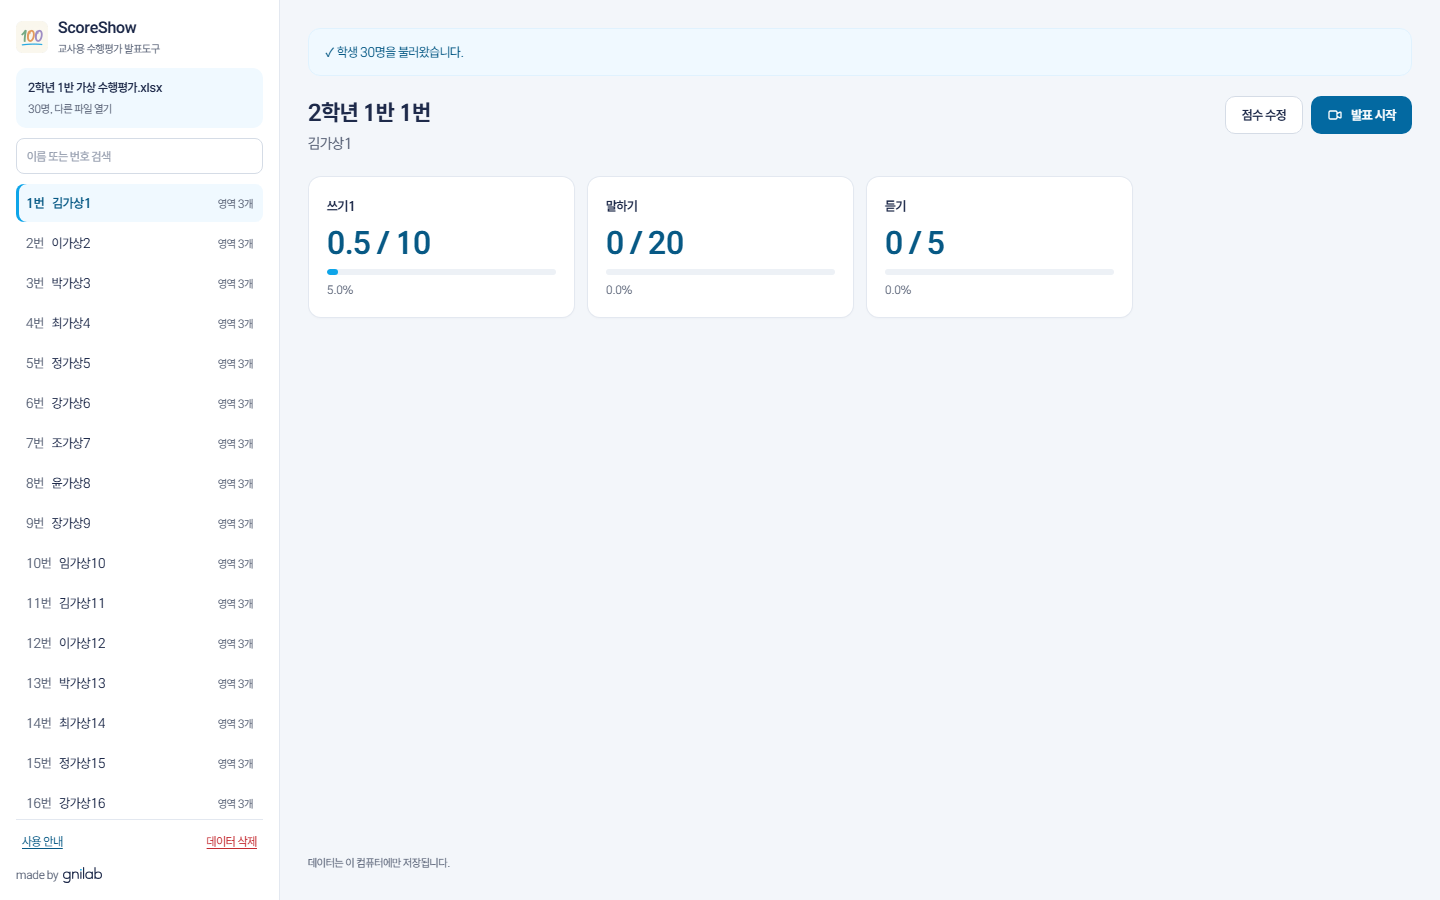 100
ScoreShow
교사용 수행평가 발표도구
2학년 1반 가상 수행평가.xlsx
30명, 다른 파일 열기
이름 또는 번호 검색
1번 김가상1 영역 3개
2번 이가상2 영역 3개
3번 박가상3 영역 3개
4번 최가상4 영역 3개
5번 정가상5 영역 3개
6번 강가상6 영역 3개
7번 조가상7 영역 3개
8번 윤가상8 영역 3개
9번 장가상9 영역 3개
10번 임가상10 영역 3개
11번 김가상11 영역 3개
12번 이가상12 영역 3개
13번 박가상13 영역 3개
14번 최가상14 영역 3개
15번 정가상15 영역 3개
16번 강가상16 영역 3개
사용 안내 데이터 삭제
made by gnilab
✓ 학생 30명을 불러왔습니다.
2학년 1반 1번
김가상1
점수 수정
발표 시작
쓰기1
0.5 / 10
5.0%
말하기
0 / 20
0.0%
듣기
0 / 5
0.0%
데이터는 이 컴퓨터에만 저장됩니다.